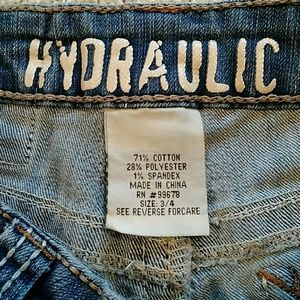 HYDRAULIC
71% COTTON
28% POLYESTER
1% SPANDEX
MADE IN CHINA
RN #99678
SIZE: 3/4
SEE REVERSE FORCARE